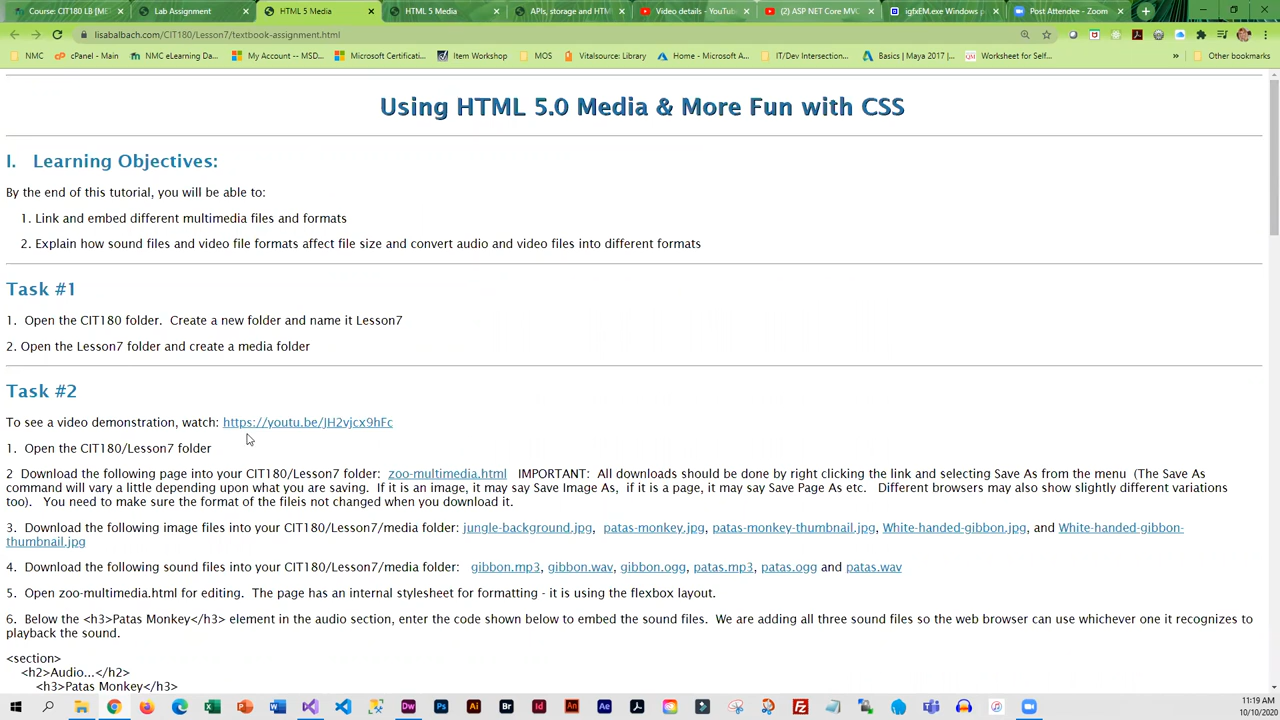 Course: CIT180 LB [ME
Lab Assignment
HTML 5 Media
HTML 5 Media
APIs, storage and HTM
Video details - YouTu
(2) ASP NET Core MVC
igfxEM.exe Windows p
Post Attendee - Zoom
lisabalbach.com/CIT180/Lesson7/textbook-assignment.html
NMC
cPanel - Main
NMC eLearning Da...
My Account -- MSD...
Microsoft Certificati...
Item Workshop
MOS
Vitalsource: Library
Home - Microsoft A...
IT/Dev Intersection...
Basics | Maya 2017 |...
Worksheet for Self...
Other bookmarks
Using HTML 5.0 Media & More Fun with CSS
I. Learning Objectives:
By the end of this tutorial, you will be able to:
1. Link and embed different multimedia files and formats
2. Explain how sound files and video file formats affect file size and convert audio and video files into different formats
Task #1
1. Open the CIT180 folder. Create a new folder and name it Lesson7
2. Open the Lesson7 folder and create a media folder
Task #2
To see a video demonstration, watch: https://youtu.be/JH2vjcx9hFc
1. Open the CIT180/Lesson7 folder
2 Download the following page into your CIT180/Lesson7 folder: zoo-multimedia.html IMPORTANT: All downloads should be done by right clicking the link and selecting Save As from the menu (The Save As
command will vary a little depending upon what you are saving. If it is an image, it may say Save Image As, if it is a page, it may say Save Page As etc. Different browsers may also show slightly different variations
too). You need to make sure the format of the fileis not changed when you download it.
3. Download the following image files into your CIT180/Lesson7/media folder: jungle-background.jpg, patas-monkey.jpg, patas-monkey-thumbnail.jpg, White-handed-gibbon.jpg, and White-handed-gibbon-
thumbnail.jpg
4. Download the following sound files into your CIT180/Lesson7/media folder: gibbon.mp3, gibbon.wav, gibbon.ogg, patas.mp3, patas.ogg and patas.wav
5. Open zoo-multimedia.html for editing. The page has an internal stylesheet for formatting - it is using the flexbox layout.
6. Below the <h3>Patas Monkey</h3> element in the audio section, enter the code shown below to embed the sound files. We are adding all three sound files so the web browser can use whichever one it recognizes to
playback the sound.
<section>
<h2>Audio...</h2>
<h3>Patas Monkey</h3>
11:19 AM
10/10/2020